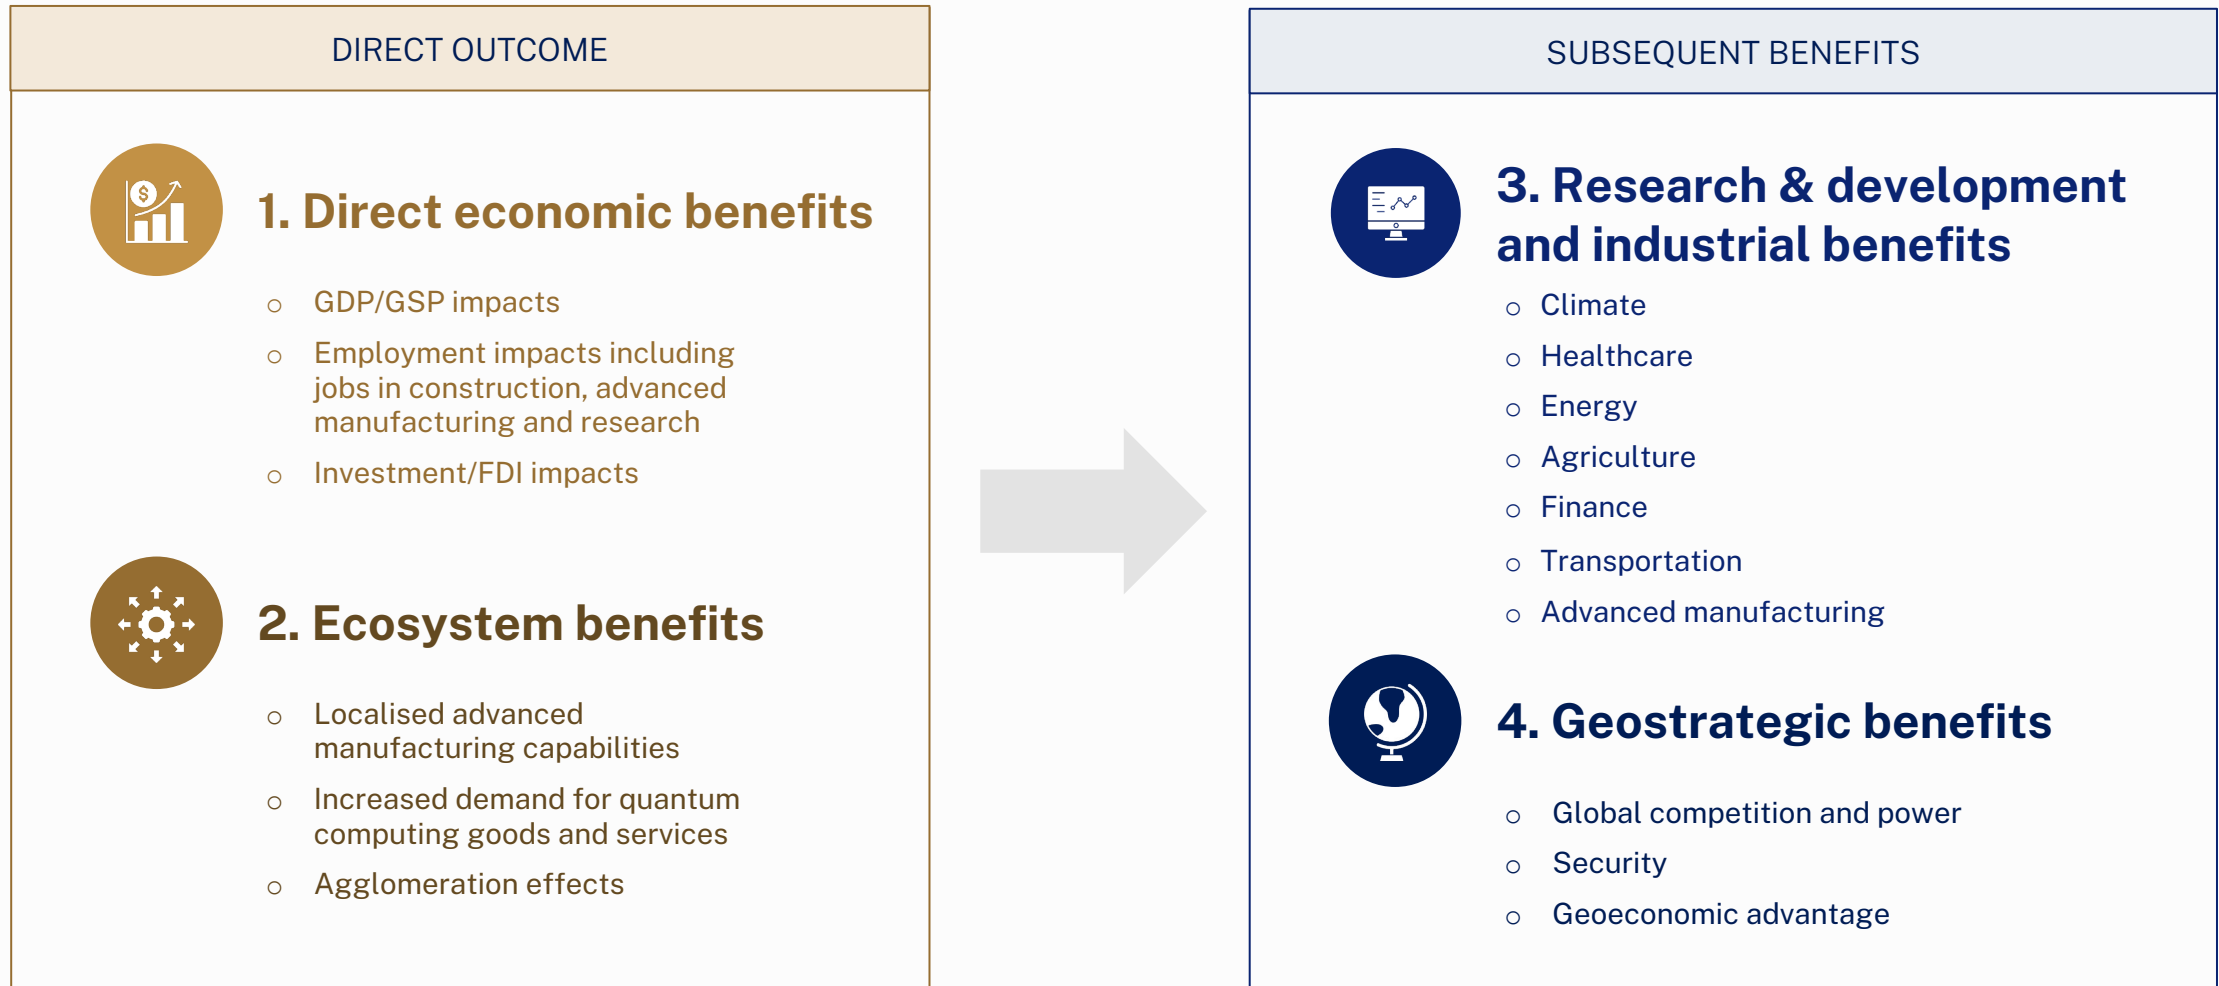 DIRECT OUTCOME
1. Direct economic benefits
○ GDP/GSP impacts
○ Employment impacts including
jobs in construction, advanced
manufacturing and research
○ Investment/FDI impacts
2. Ecosystem benefits
○ Localised advanced
manufacturing capabilities
○ Increased demand for quantum
computing goods and services
○ Agglomeration effects
SUBSEQUENT BENEFITS
3. Research & development
and industrial benefits
○ Climate
○ Healthcare
○ Energy
○ Agriculture
○ Finance
○ Transportation
○ Advanced manufacturing
4. Geostrategic benefits
○ Global competition and power
○ Security
○ Geoeconomic advantage